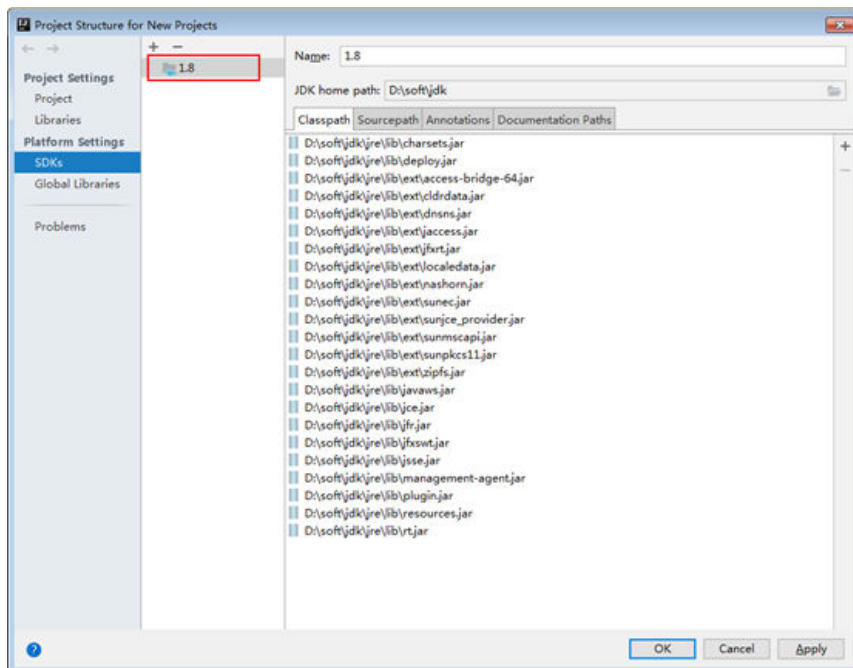 Project Structure for New Projects
Project Settings
Project
Libraries
Platform Settings
SDKs
Global Libraries
Problems
1.8
Name: 1.8
JDK home path: D:\soft\jdk
Classpath Sourcepath Annotations Documentation Paths
D:\soft\jdk\jre\lib\charsets.jar
D:\soft\jdk\jre\lib\deploy.jar
D:\soft\jdk\jre\lib\ext\access-bridge-64.jar
D:\soft\jdk\jre\lib\ext\cldrdata.jar
D:\soft\jdk\jre\lib\ext\dnsns.jar
D:\soft\jdk\jre\lib\ext\jaccess.jar
D:\soft\jdk\jre\lib\ext\jfxrt.jar
D:\soft\jdk\jre\lib\ext\localedata.jar
D:\soft\jdk\jre\lib\ext\nashorn.jar
D:\soft\jdk\jre\lib\ext\sunec.jar
D:\soft\jdk\jre\lib\ext\sunjce_provider.jar
D:\soft\jdk\jre\lib\ext\sunmscapi.jar
D:\soft\jdk\jre\lib\ext\sunpkcs11.jar
D:\soft\jdk\jre\lib\ext\zipfs.jar
D:\soft\jdk\jre\lib\javaws.jar
D:\soft\jdk\jre\lib\jce.jar
D:\soft\jdk\jre\lib\jfr.jar
D:\soft\jdk\jre\lib\jfxswt.jar
D:\soft\jdk\jre\lib\jsse.jar
D:\soft\jdk\jre\lib\management-agent.jar
D:\soft\jdk\jre\lib\plugin.jar
D:\soft\jdk\jre\lib\resources.jar
D:\soft\jdk\jre\lib\rt.jar
OK Cancel Apply